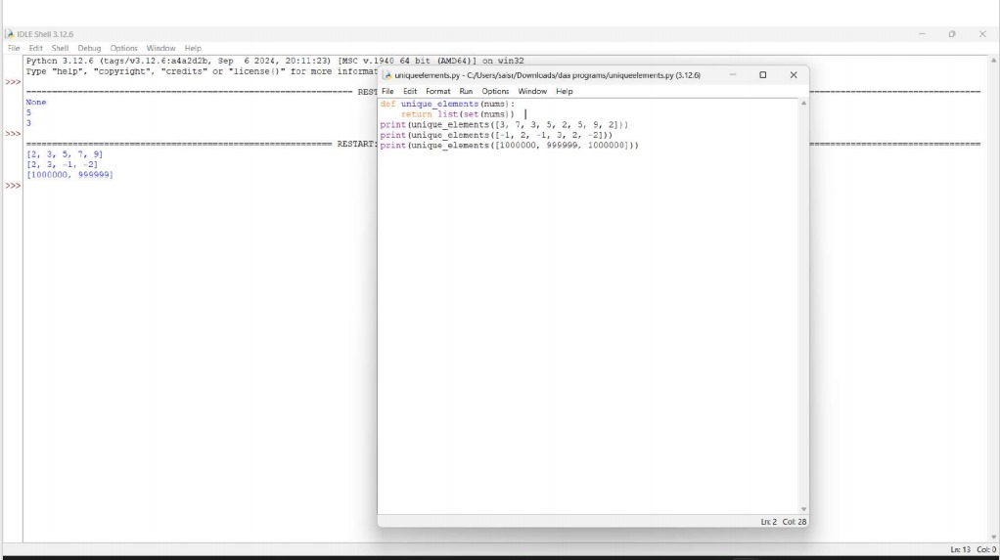 IDLE Shell 3.12.6
File Edit Shell Debug Options Window Help
Python 3.12.6 (tags/v3.12.6:a4a2d2b, Sep 6 2024, 20:11:23) [MSC v.1940 64 bit (AMD64)] on win32
Type "help", "copyright", "credits" or "license()" for more informat
>>>
REST
None
5
3
>>>
RESTART:
[2, 3, 5, 7, 9]
[2, 3, -1, -2]
[1000000, 999999]
>>>
Ln: 13 Col: 0
uniqueelements.py - C:/Users/saisr/Downloads/daa programs/uniqueelements.py (3.12.6)
File Edit Format Run Options Window Help
def unique_elements(nums):
    return list(set(nums))
print(unique_elements([3, 7, 3, 5, 2, 5, 9, 2]))
print(unique_elements([-1, 2, -1, 3, 2, -2]))
print(unique_elements([1000000, 999999, 1000000]))
Ln: 2 Col: 28